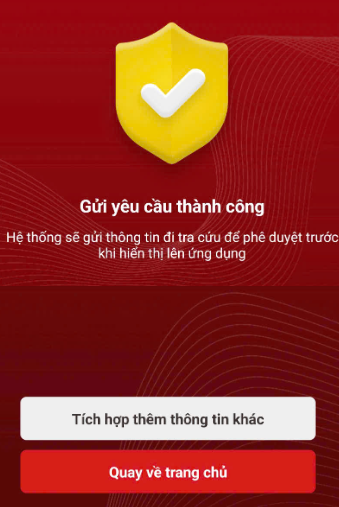 Gửi yêu cầu thành công
Hệ thống sẽ gửi thông tin đi tra cứu để phê duyệt trước
khi hiển thị lên ứng dụng
Tích hợp thêm thông tin khác
Quay về trang chủ